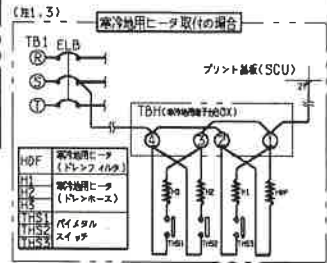 (注1,3)
寒冷地用ヒータ取付の場合
TB1 ELB
R
S
T
プリント基板(SCU)
TBH(寒冷地用端子台BOX)
4 3 2 1
H3 H2 H1 HDF
THS1 THS2 THS3
HDF 寒冷地用ヒータ
(ドレンフィルタ)
H1
H2 寒冷地用ヒータ
H3 (ドレンホース)
THS1
THS2 バイメタル
THS3 スイッチ